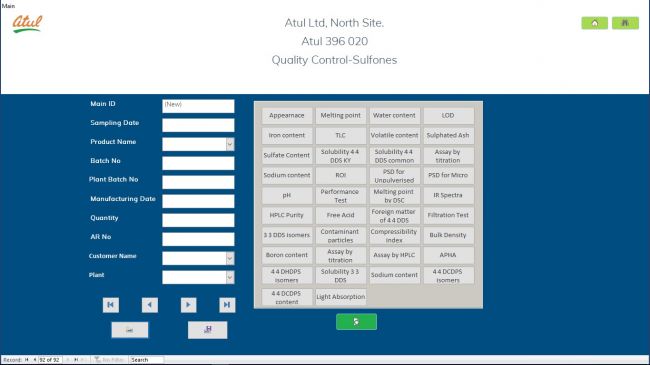 Main
atul
Atul Ltd, North Site.
Atul 396 020
Quality Control-Sulfones
Main ID
(New)
Sampling Date
Product Name
Batch No
Plant Batch No
Manufacturing Date
Quantity
AR No
Customer Name
Plant
Appearnace
Melting point
Water content
LOD
Iron content
TLC
Volatile content
Sulphated Ash
Sulfate Content
Solubility 4 4
DDS KY
Solubility 4 4
DDS common
Assay by
titration
Sodium content
ROI
PSD for
Unpulverised
PSD for Micro
pH
Performance
Test
Melting point
by DSC
IR Spectra
HPLC Purity
Free Acid
Foreign matter
of 4 4 DDS
Filtration Test
3 3 DDS isomers
Contaminant
particles
Compressibility
index
Bulk Density
Boron content
Assay by
titration
Assay by HPLC
APHA
4 4 DHDPS
isomers
Solubility 3 3
DDS
Sodium content
4 4 DCDPS
isomers
4 4 DCDPS
content
Light Absorption
Record:
92 of 92
No Filter
Search